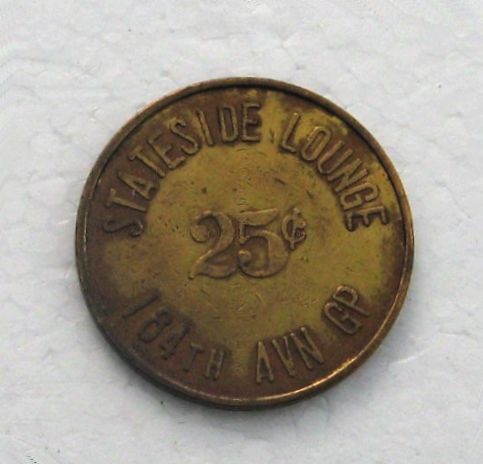 STATESIDE LOUNGE
25¢
184TH AVN GP